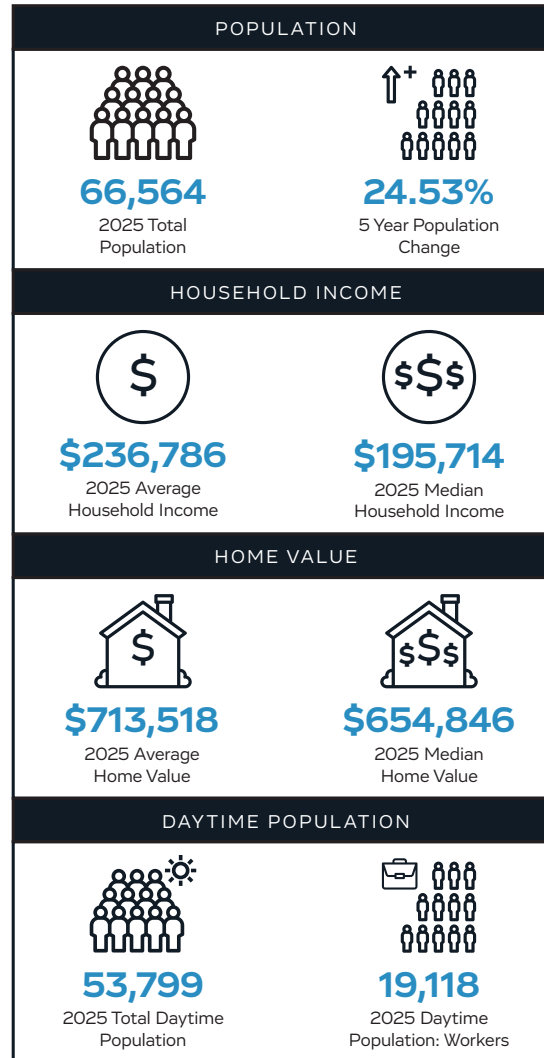 POPULATION
66,564
2025 Total
Population
24.53%
5 Year Population
Change
HOUSEHOLD INCOME
$
$236,786
2025 Average
Household Income
$$$
$195,714
2025 Median
Household Income
HOME VALUE
$
$713,518
2025 Average
Home Value
$$$
$654,846
2025 Median
Home Value
DAYTIME POPULATION
53,799
2025 Total Daytime
Population
19,118
2025 Daytime
Population: Workers